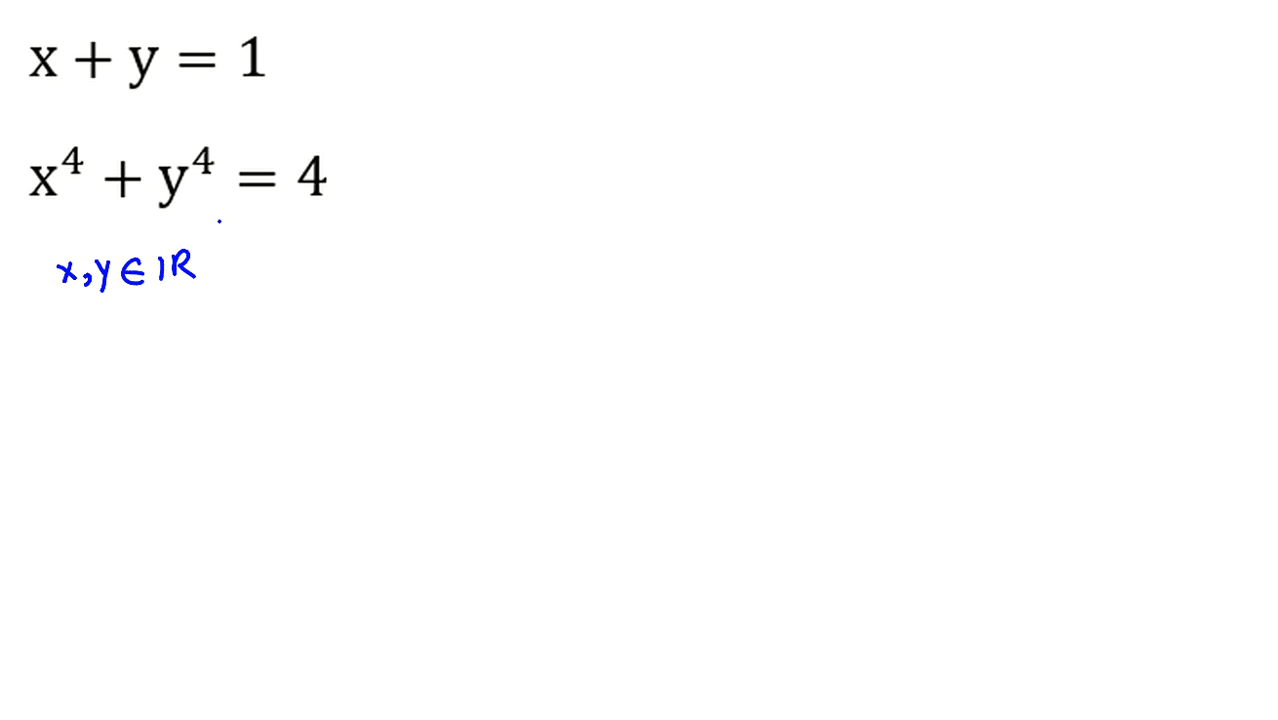 x + y = 1
x⁴ + y⁴ = 4
x, y ∈ ℝ